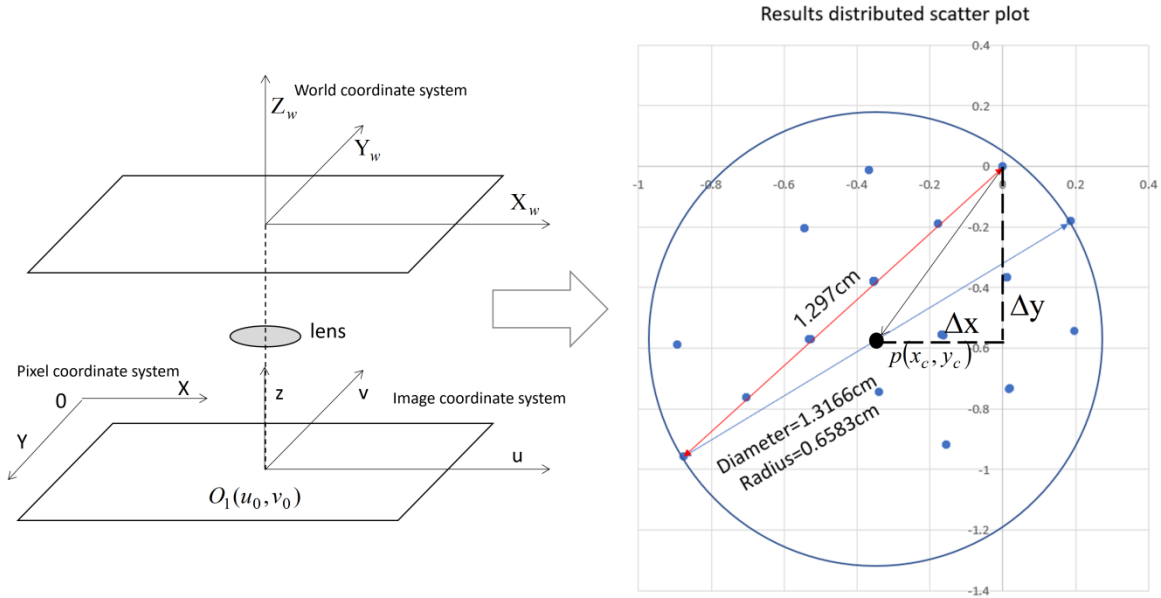 Results distributed scatter plot
World coordinate system
Z_w
Y_w
X_w
lens
Pixel coordinate system
0
X
Y
z
v
Image coordinate system
u
O_1(u_0, v_0)
0.4
0.2
0
-0.2
-0.4
-0.6
-0.8
-1
-1.2
-1.4
-1
-0.8
-0.6
-0.4
-0.2
0
0.2
0.4
1.297cm
Δx
Δy
p(x_c, y_c)
Diameter=1.3166cm
Radius=0.6583cm